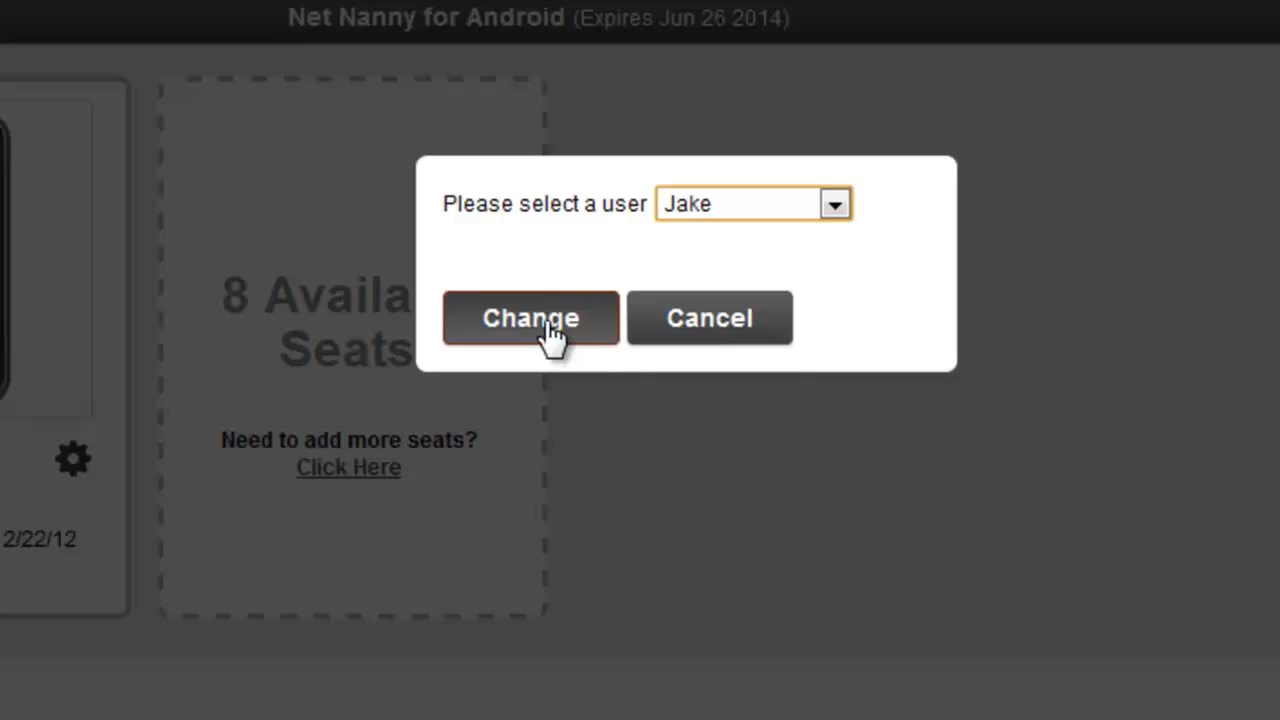 Net Nanny for Android (Expires Jun 26 2014)
Please select a user Jake
Change Cancel
8 Availa
Seats
Need to add more seats?
Click Here
2/22/12